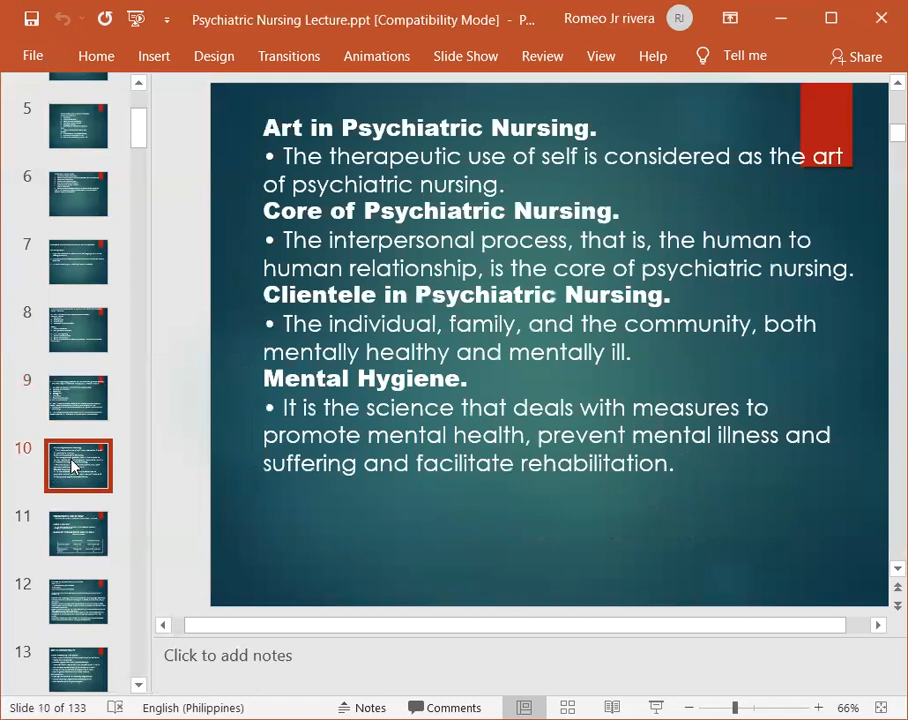 Psychiatric Nursing Lecture.ppt [Compatibility Mode] - P...
Romeo Jr rivera
RJ
File Home Insert Design Transitions Animations Slide Show Review View Help Tell me Share
5
6
7
8
9
10
11
12
13
Art in Psychiatric Nursing.
• The therapeutic use of self is considered as the art
of psychiatric nursing.
Core of Psychiatric Nursing.
• The interpersonal process, that is, the human to
human relationship, is the core of psychiatric nursing.
Clientele in Psychiatric Nursing.
• The individual, family, and the community, both
mentally healthy and mentally ill.
Mental Hygiene.
• It is the science that deals with measures to
promote mental health, prevent mental illness and
suffering and facilitate rehabilitation.
Click to add notes
Slide 10 of 133 English (Philippines) Notes Comments 66%